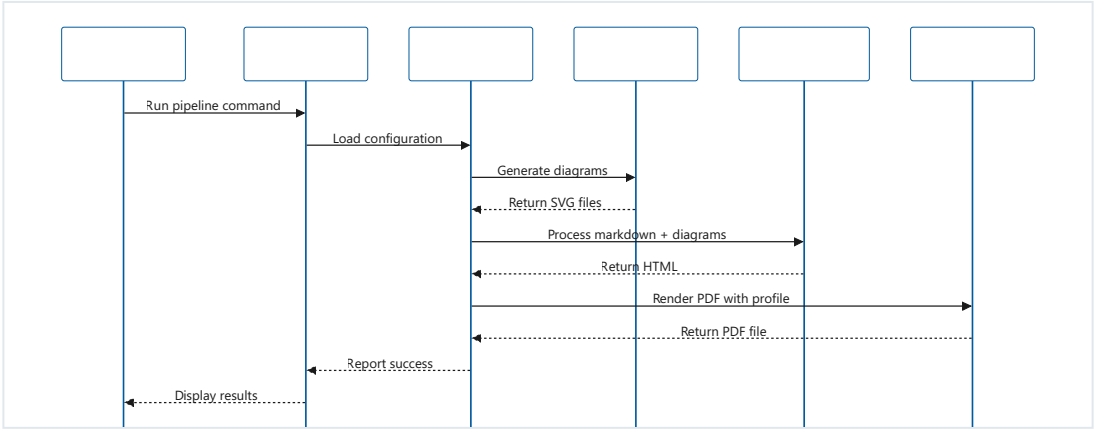 Run pipeline command
Load configuration
Generate diagrams
Return SVG files
Process markdown + diagrams
Return HTML
Render PDF with profile
Return PDF file
Report success
Display results